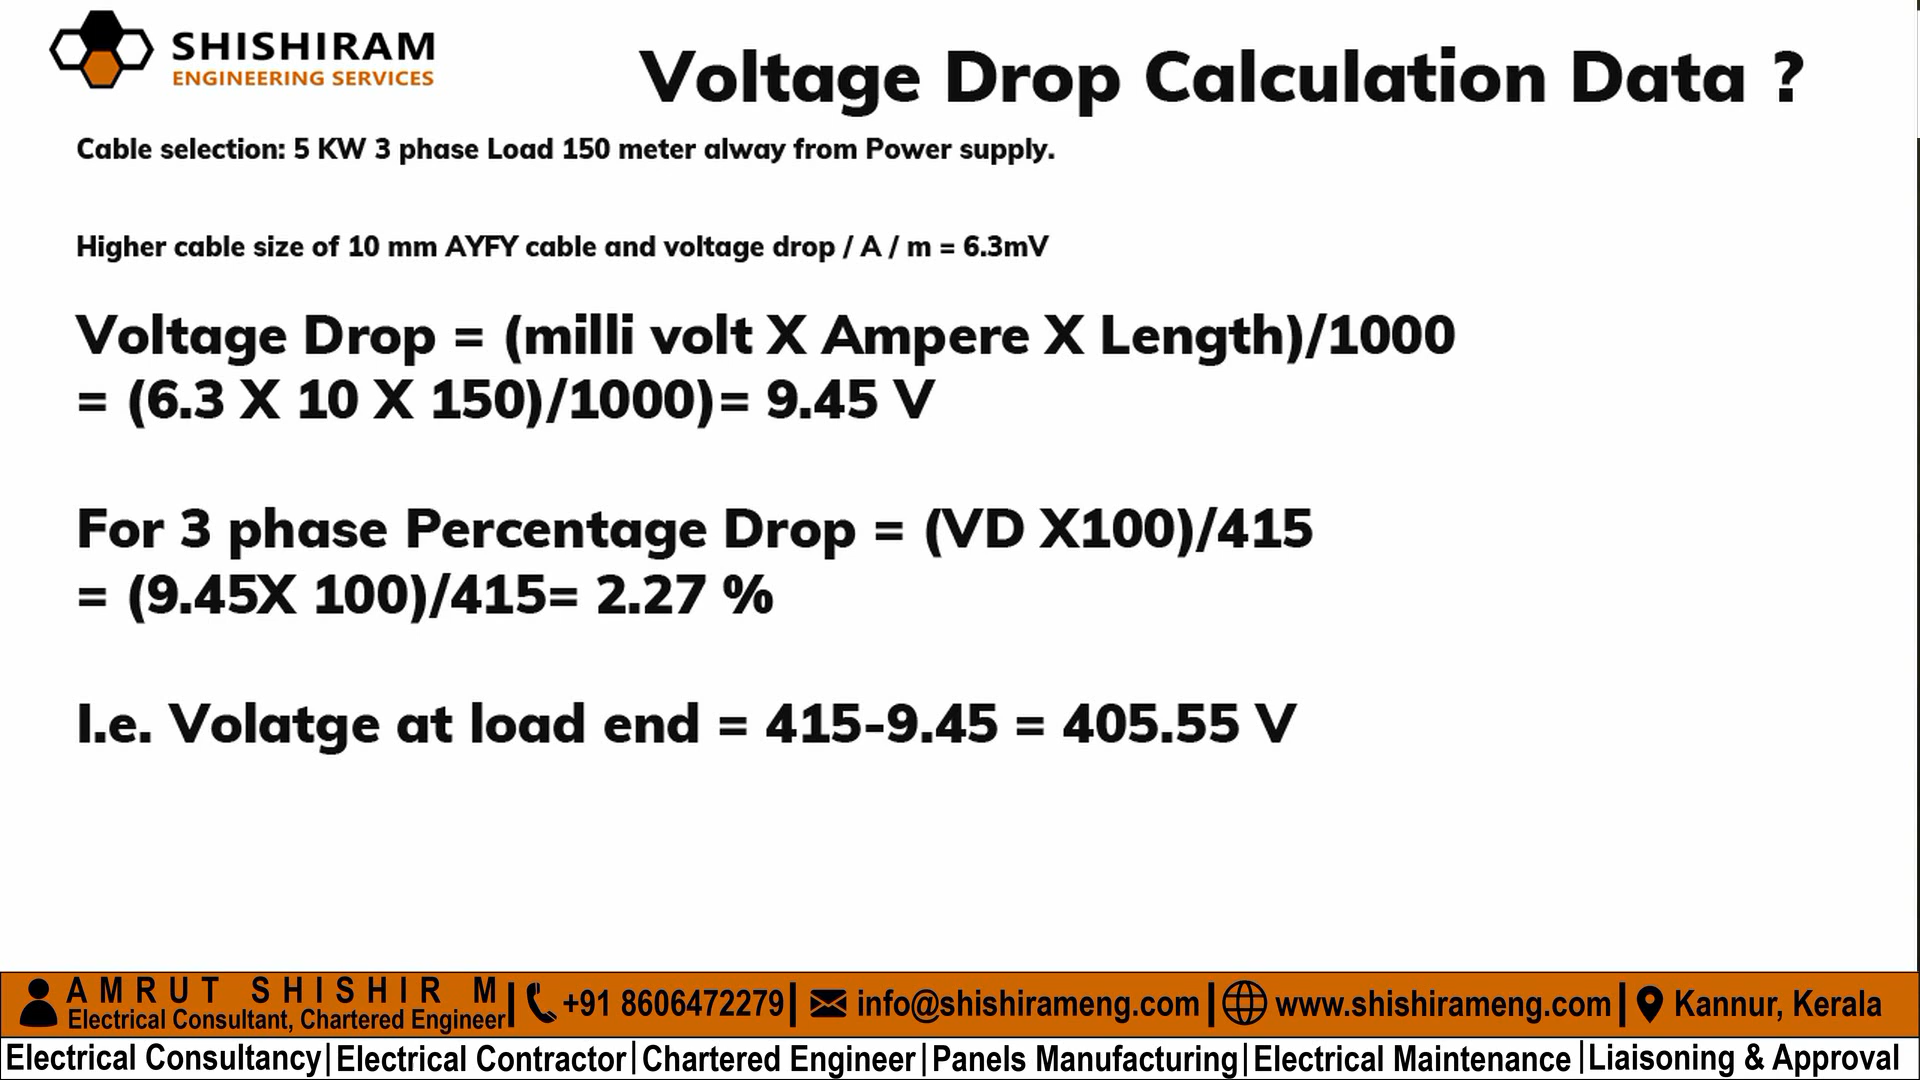 SHISHIRAM
ENGINEERING SERVICES
Voltage Drop Calculation Data ?
Cable selection: 5 KW 3 phase Load 150 meter alway from Power supply.
Higher cable size of 10 mm AYFY cable and voltage drop / A / m = 6.3mV
Voltage Drop = (milli volt X Ampere X Length)/1000
= (6.3 X 10 X 150)/1000)= 9.45 V
For 3 phase Percentage Drop = (VD X100)/415
= (9.45X 100)/415= 2.27 %
I.e. Volatge at load end = 415-9.45 = 405.55 V
AMRUT SHISHIR M
Electrical Consultant, Chartered Engineer
+91 8606472279
info@shishirameng.com
www.shishirameng.com
Kannur, Kerala
Electrical Consultancy|Electrical Contractor|Chartered Engineer|Panels Manufacturing|Electrical Maintenance|Liaisoning & Approval